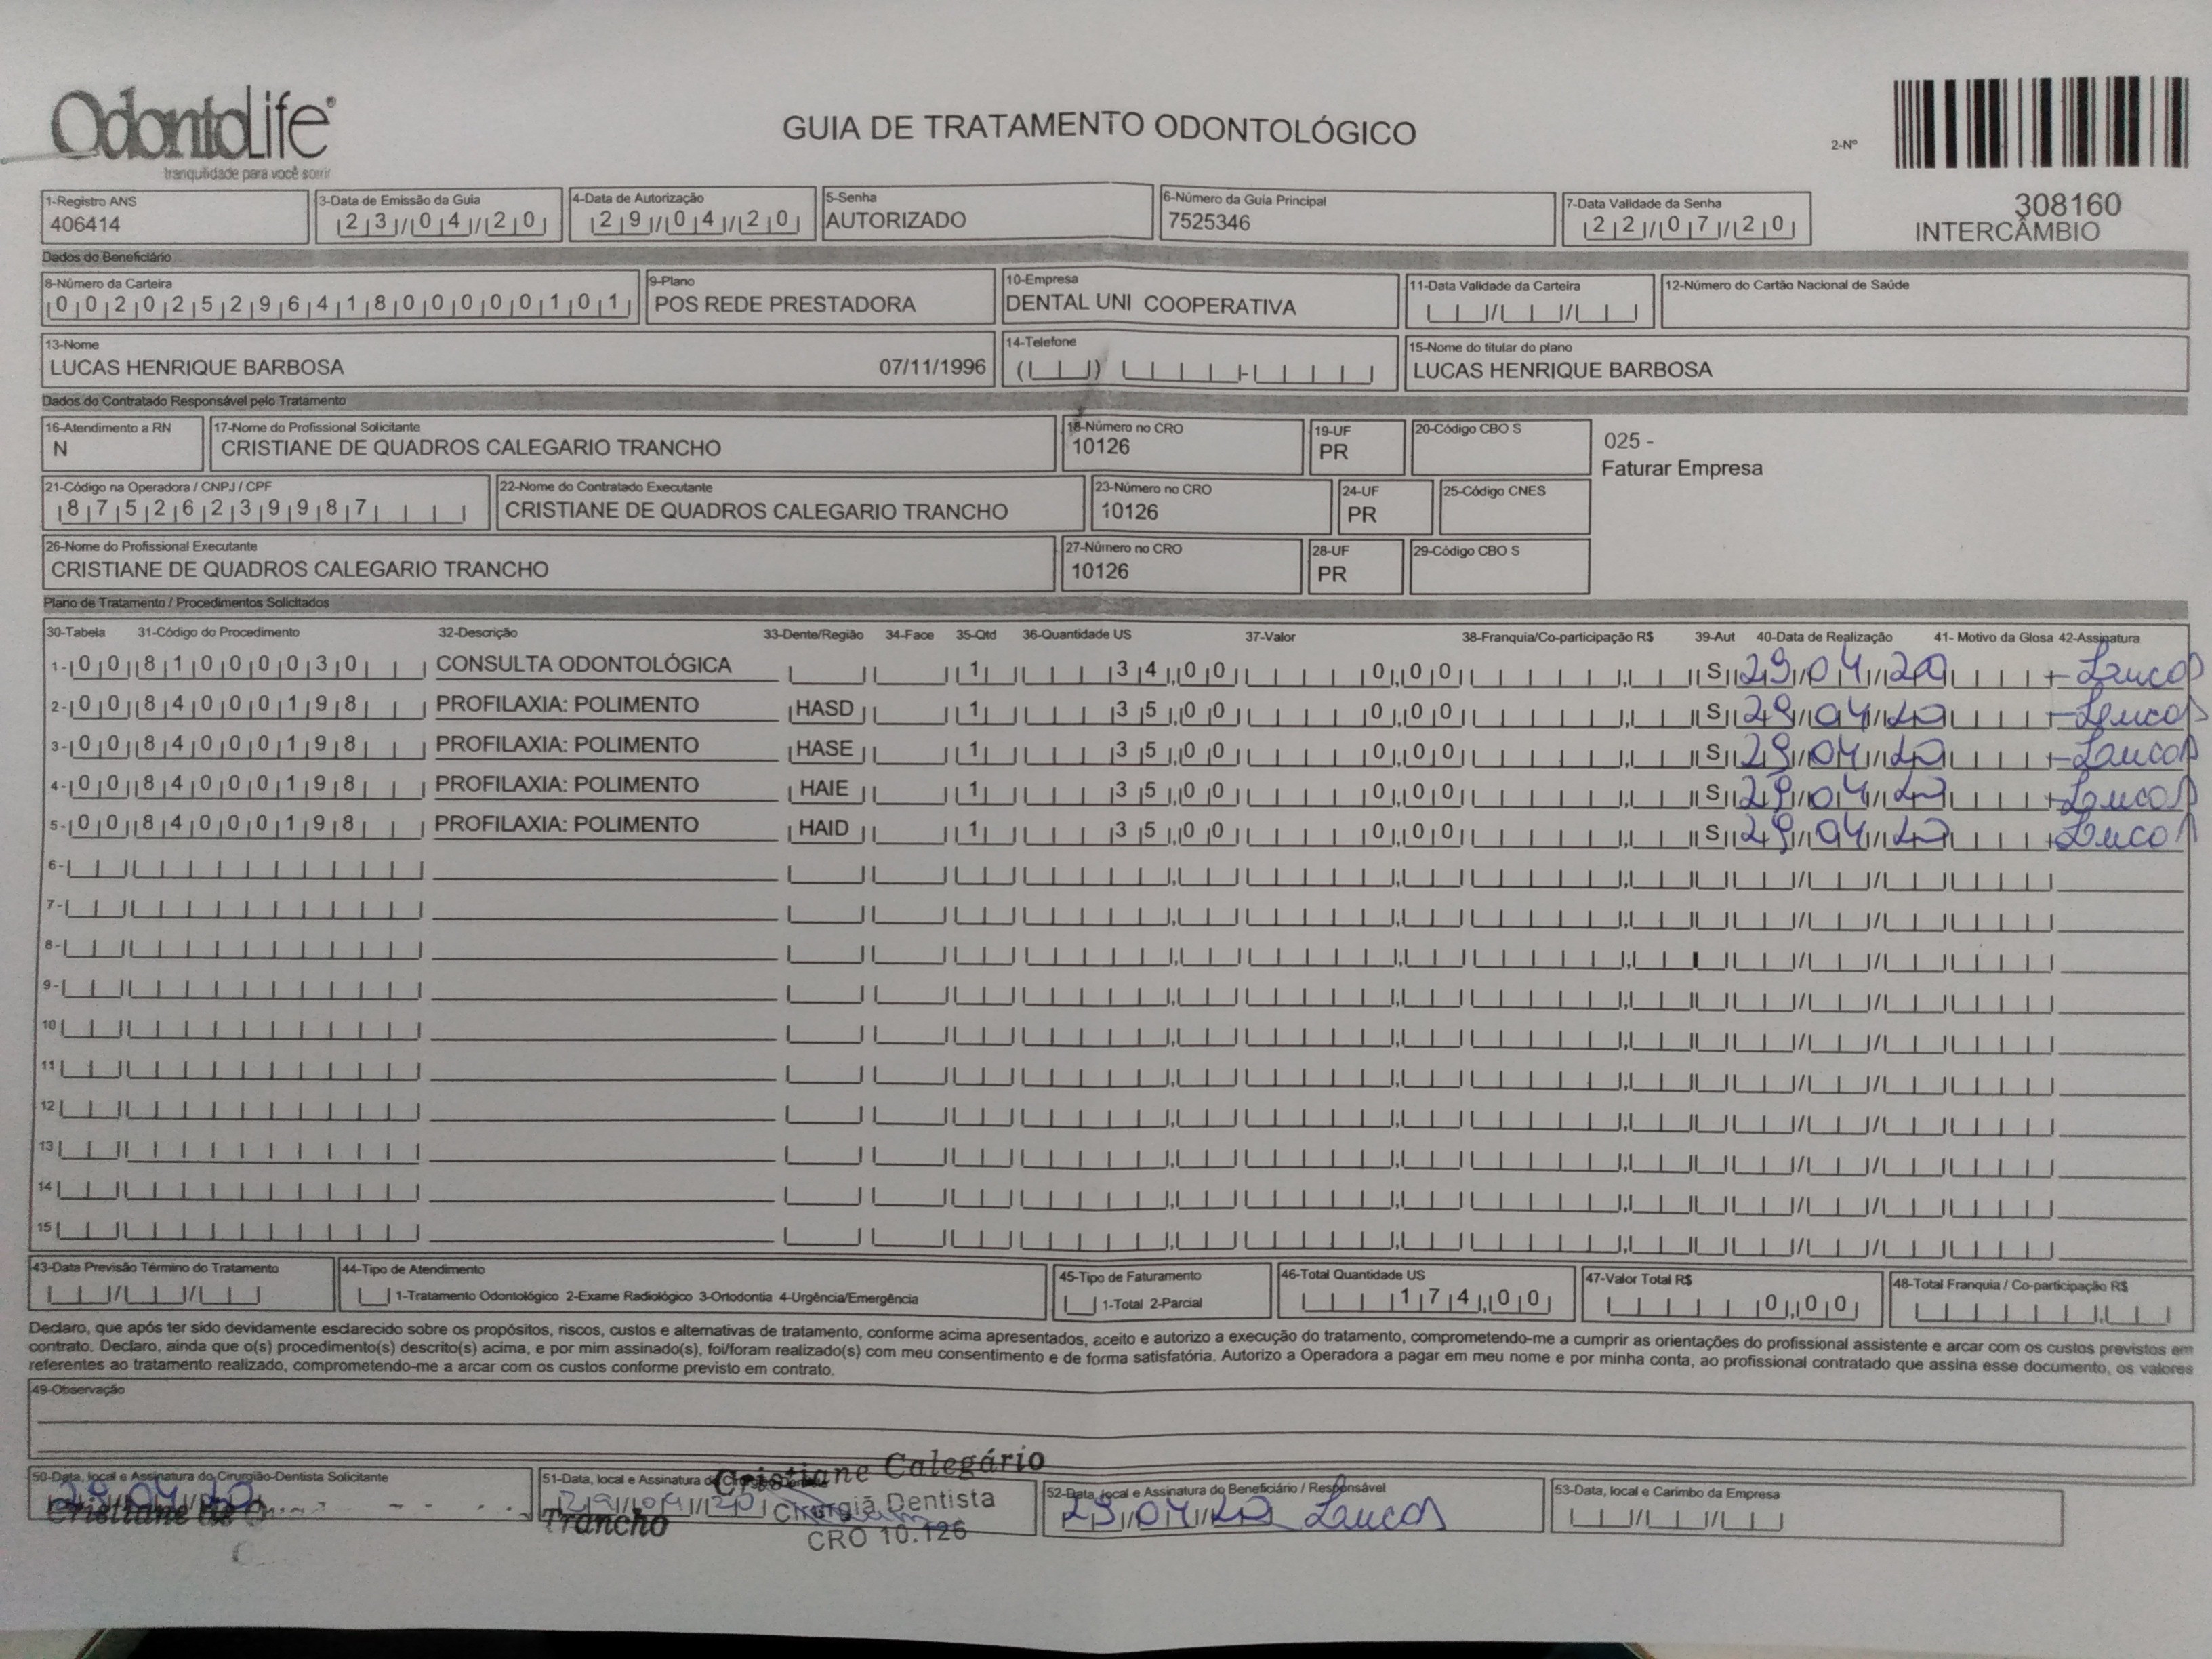 OdontoLife®
tranquilidade para você sorrir
GUIA DE TRATAMENTO ODONTOLÓGICO
2-Nº
308160
INTERCÂMBIO
1-Registro ANS
406414
3-Data de Emissão da Guia
23/04/20
4-Data de Autorização
29/04/20
5-Senha
AUTORIZADO
6-Número da Guia Principal
7525346
7-Data Validade da Senha
22/07/20
Dados do Beneficiário
8-Número da Carteira
00202529641800000101
9-Plano
POS REDE PRESTADORA
10-Empresa
DENTAL UNI COOPERATIVA
11-Data Validade da Carteira
12-Número do Cartão Nacional de Saúde
13-Nome
LUCAS HENRIQUE BARBOSA 07/11/1996
14-Telefone
15-Nome do titular do plano
LUCAS HENRIQUE BARBOSA
Dados do Contratado Responsável pelo Tratamento
16-Atendimento a RN
N
17-Nome do Profissional Solicitante
CRISTIANE DE QUADROS CALEGARIO TRANCHO
18-Número no CRO
10126
19-UF
PR
20-Código CBO S
025 -
Faturar Empresa
21-Código na Operadora / CNPJ / CPF
87526239987
22-Nome do Contratado Executante
CRISTIANE DE QUADROS CALEGARIO TRANCHO
23-Número no CRO
10126
24-UF
PR
25-Código CNES
26-Nome do Profissional Executante
CRISTIANE DE QUADROS CALEGARIO TRANCHO
27-Número no CRO
10126
28-UF
PR
29-Código CBO S
Plano de Tratamento / Procedimentos Solicitados
30-Tabela 31-Código do Procedimento 32-Descrição 33-Dente/Região 34-Face 35-Qtd 36-Quantidade US 37-Valor 38-Franquia/Co-participação R$ 39-Aut 40-Data de Realização 41- Motivo da Glosa 42-Assinatura
1- 00 81000030 CONSULTA ODONTOLÓGICA 1 34,00 0,00 S 29/04/20 Lucas
2- 00 84000198 PROFILAXIA: POLIMENTO HASD 1 35,00 0,00 S 29/04/20 Lucas
3- 00 84000198 PROFILAXIA: POLIMENTO HASE 1 35,00 0,00 S 29/04/20 Lucas
4- 00 84000198 PROFILAXIA: POLIMENTO HAIE 1 35,00 0,00 S 29/04/20 Lucas
5- 00 84000198 PROFILAXIA: POLIMENTO HAID 1 35,00 0,00 S 29/04/20 Lucas
6-
7-
8-
9-
10
11
12
13
14
15
43-Data Previsão Término do Tratamento
44-Tipo de Atendimento
1-Tratamento Odontológico 2-Exame Radiológico 3-Ortodontia 4-Urgência/Emergência
45-Tipo de Faturamento
1-Total 2-Parcial
46-Total Quantidade US
174,00
47-Valor Total R$
0,00
48-Total Franquia / Co-participação R$
Declaro, que após ter sido devidamente esclarecido sobre os propósitos, riscos, custos e alternativas de tratamento, conforme acima apresentados, aceito e autorizo a execução do tratamento, comprometendo-me a cumprir as orientações do profissional assistente e arcar com os custos previstos em
contrato. Declaro, ainda que o(s) procedimento(s) descrito(s) acima, e por mim assinado(s), foi/foram realizado(s) com meu consentimento e de forma satisfatória. Autorizo a Operadora a pagar em meu nome e por minha conta, ao profissional contratado que assina esse documento, os valores
referentes ao tratamento realizado, comprometendo-me a arcar com os custos conforme previsto em contrato.
49-Observação
50-Data, local e Assinatura do Cirurgião-Dentista Solicitante
29/04/20
Cristiane de
51-Data, local e Assinatura do
29/04/20
Trancho
Cristiane Calegário
Cirurgiã Dentista
CRO 10.126
52-Data, local e Assinatura do Beneficiário / Responsável
29/04/20 Lucas
53-Data, local e Carimbo da Empresa